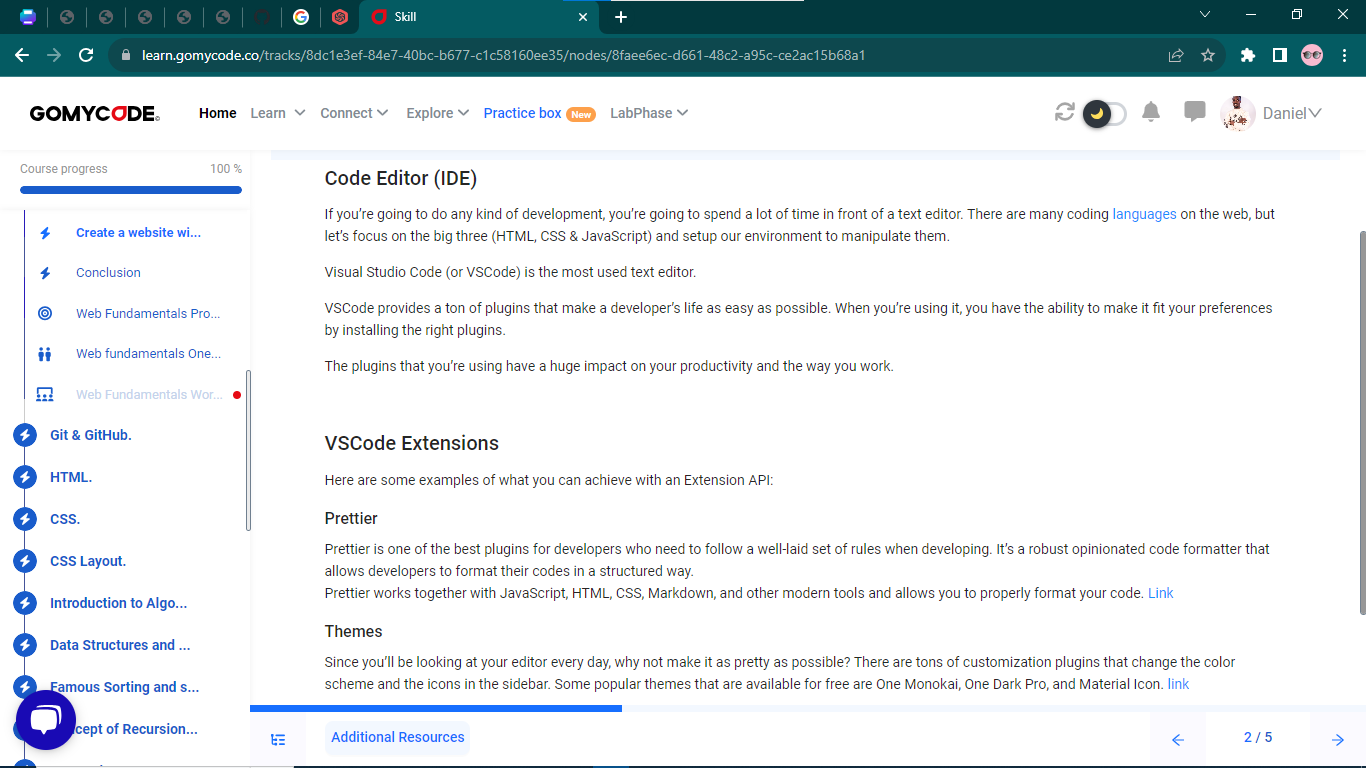 Skill
learn.gomycode.co/tracks/8dc1e3ef-84e7-40bc-b677-c1c58160ee35/nodes/8faee6ec-d661-48c2-a95c-ce2ac15b68a1
GOMYCODE
Home Learn Connect Explore Practice box New LabPhase Daniel
Course progress 100 %
Create a website wi...
Conclusion
Web Fundamentals Pro...
Web fundamentals One...
Web Fundamentals Wor...
Git & GitHub.
HTML.
CSS.
CSS Layout.
Introduction to Algo...
Data Structures and ...
Famous Sorting and s...
cept of Recursion...
Code Editor (IDE)
If you’re going to do any kind of development, you’re going to spend a lot of time in front of a text editor. There are many coding languages on the web, but
let’s focus on the big three (HTML, CSS & JavaScript) and setup our environment to manipulate them.
Visual Studio Code (or VSCode) is the most used text editor.
VSCode provides a ton of plugins that make a developer’s life as easy as possible. When you’re using it, you have the ability to make it fit your preferences
by installing the right plugins.
The plugins that you’re using have a huge impact on your productivity and the way you work.
VSCode Extensions
Here are some examples of what you can achieve with an Extension API:
Prettier
Prettier is one of the best plugins for developers who need to follow a well-laid set of rules when developing. It’s a robust opinionated code formatter that
allows developers to format their codes in a structured way.
Prettier works together with JavaScript, HTML, CSS, Markdown, and other modern tools and allows you to properly format your code. Link
Themes
Since you’ll be looking at your editor every day, why not make it as pretty as possible? There are tons of customization plugins that change the color
scheme and the icons in the sidebar. Some popular themes that are available for free are One Monokai, One Dark Pro, and Material Icon. link
Additional Resources
2 / 5